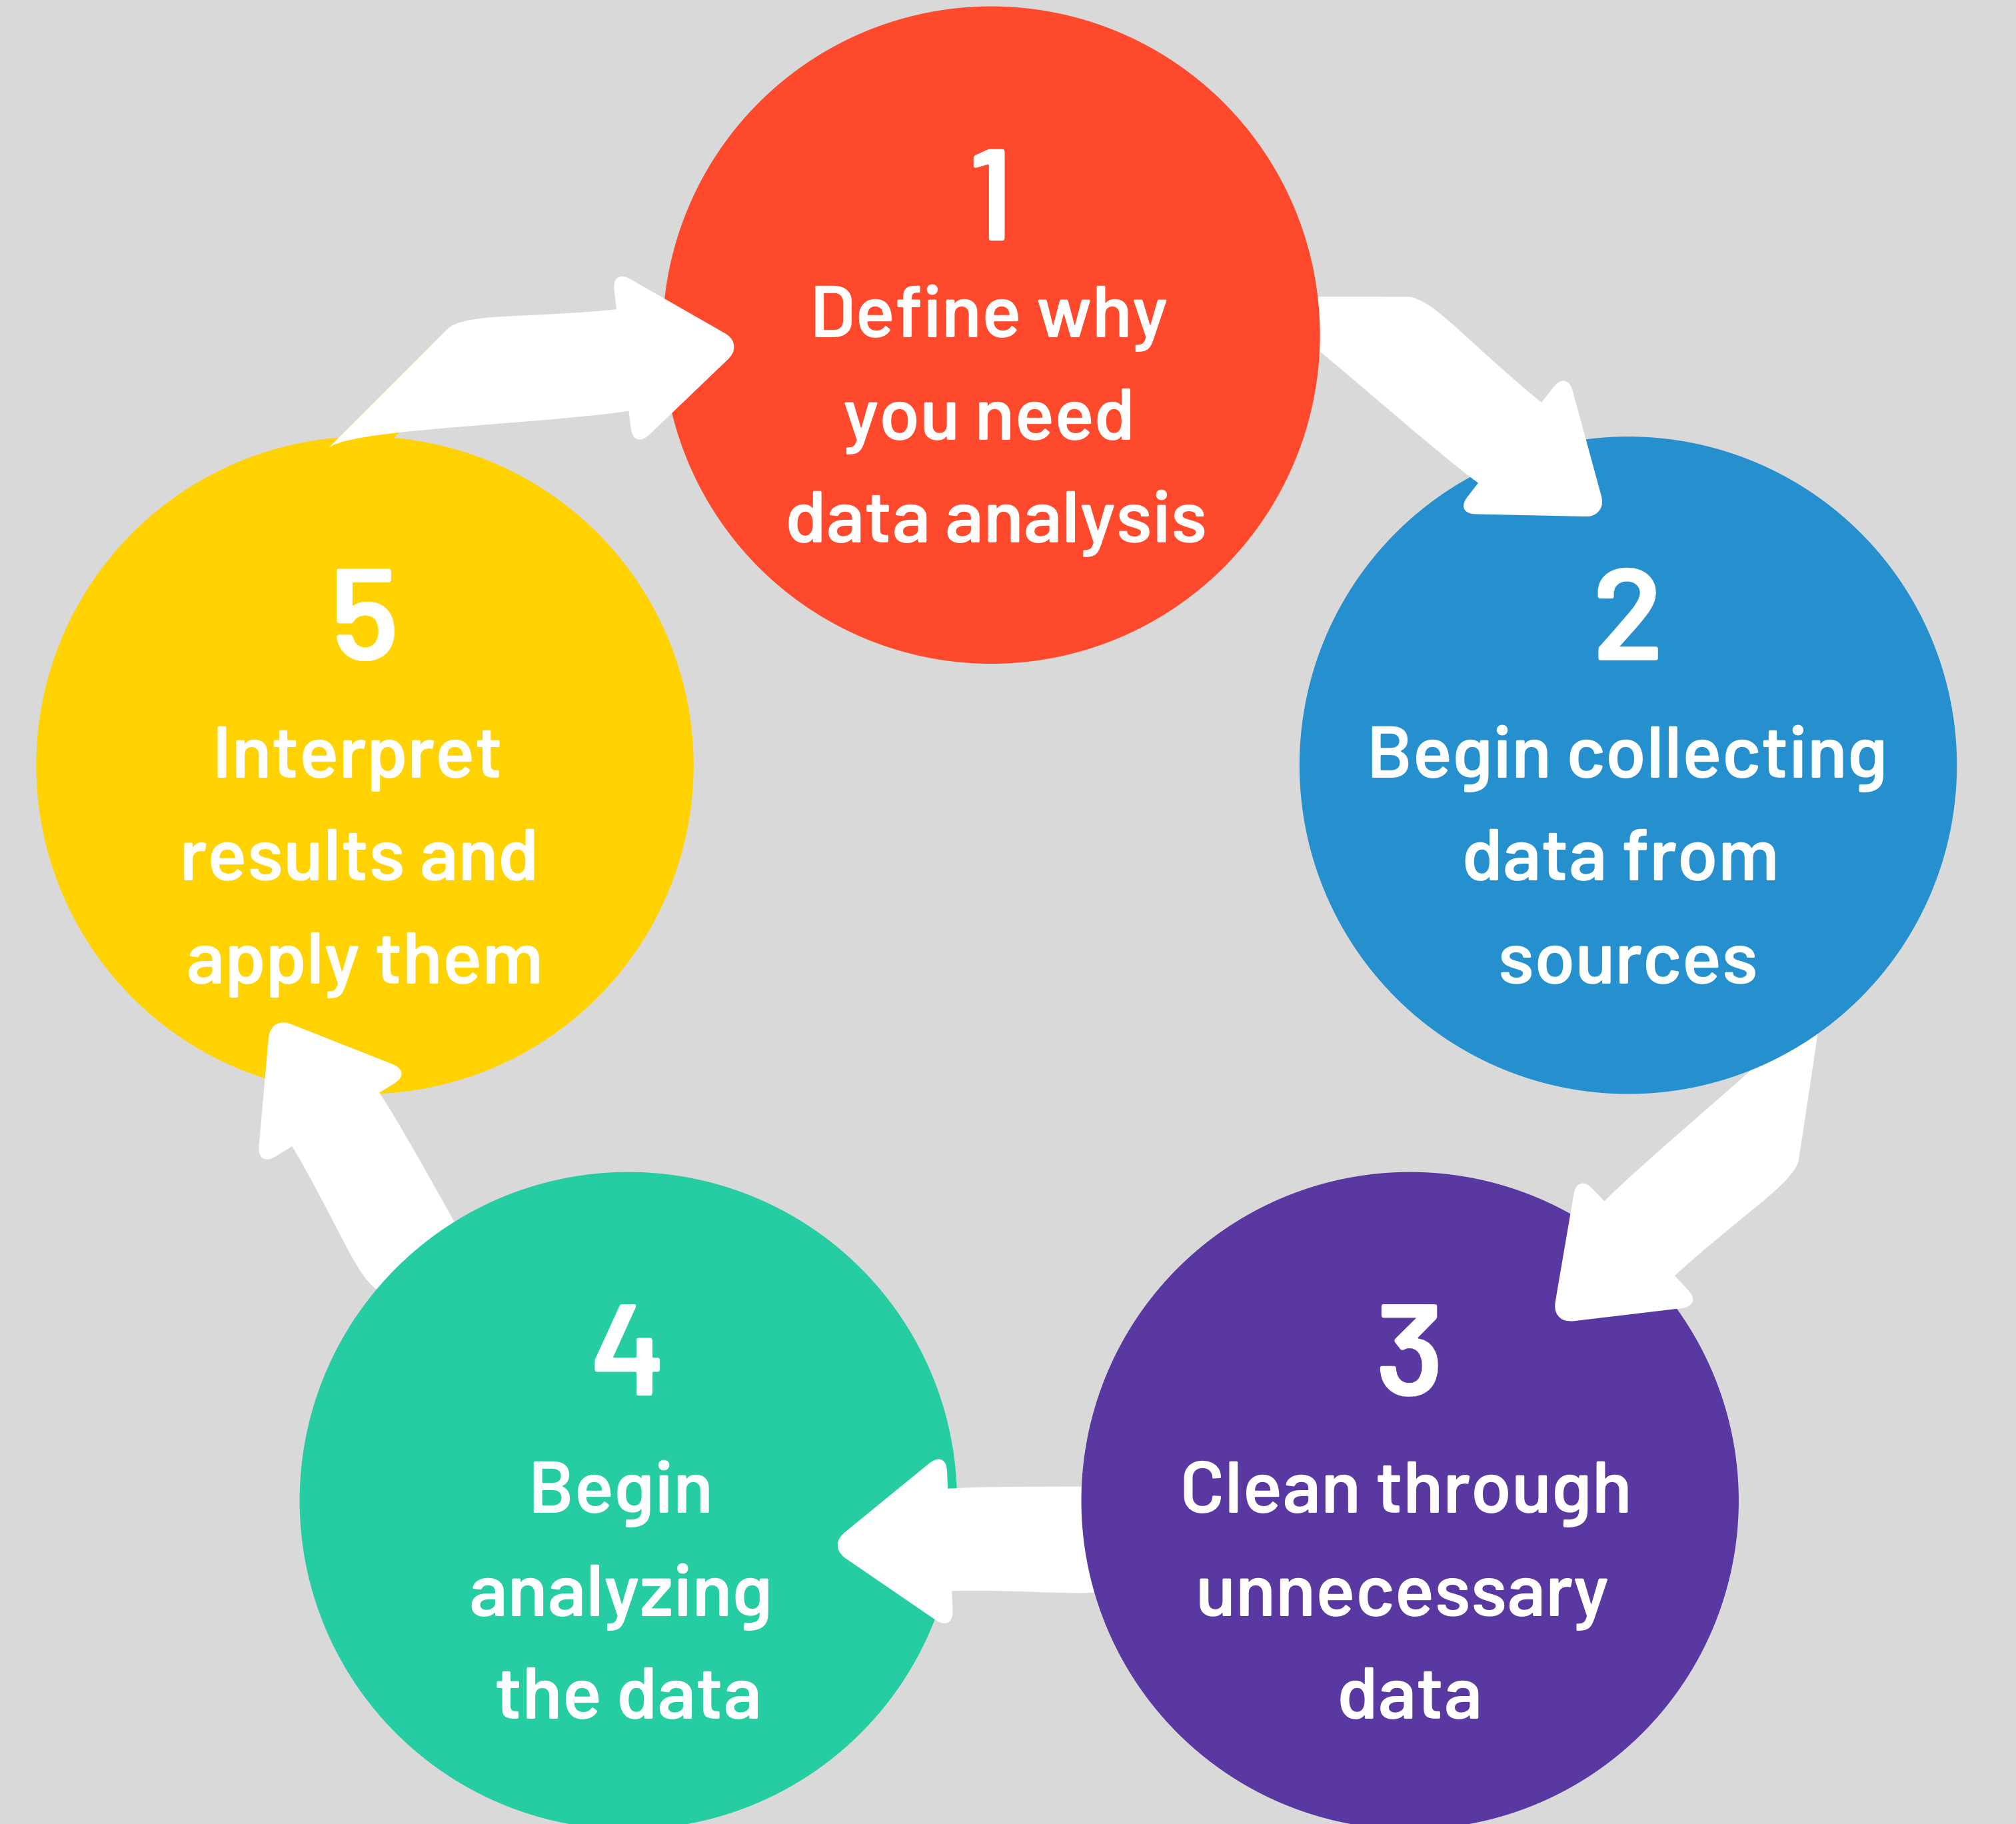 1
Define why
you need
data analysis
2
Begin collecting
data from
sources
3
Clean through
unnecessary
data
4
Begin
analyzing
the data
5
Interpret
results and
apply them